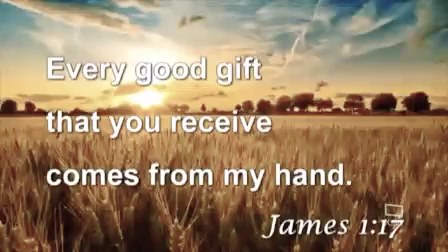 Every good gift
that you receive
comes from my hand.
James 1:17